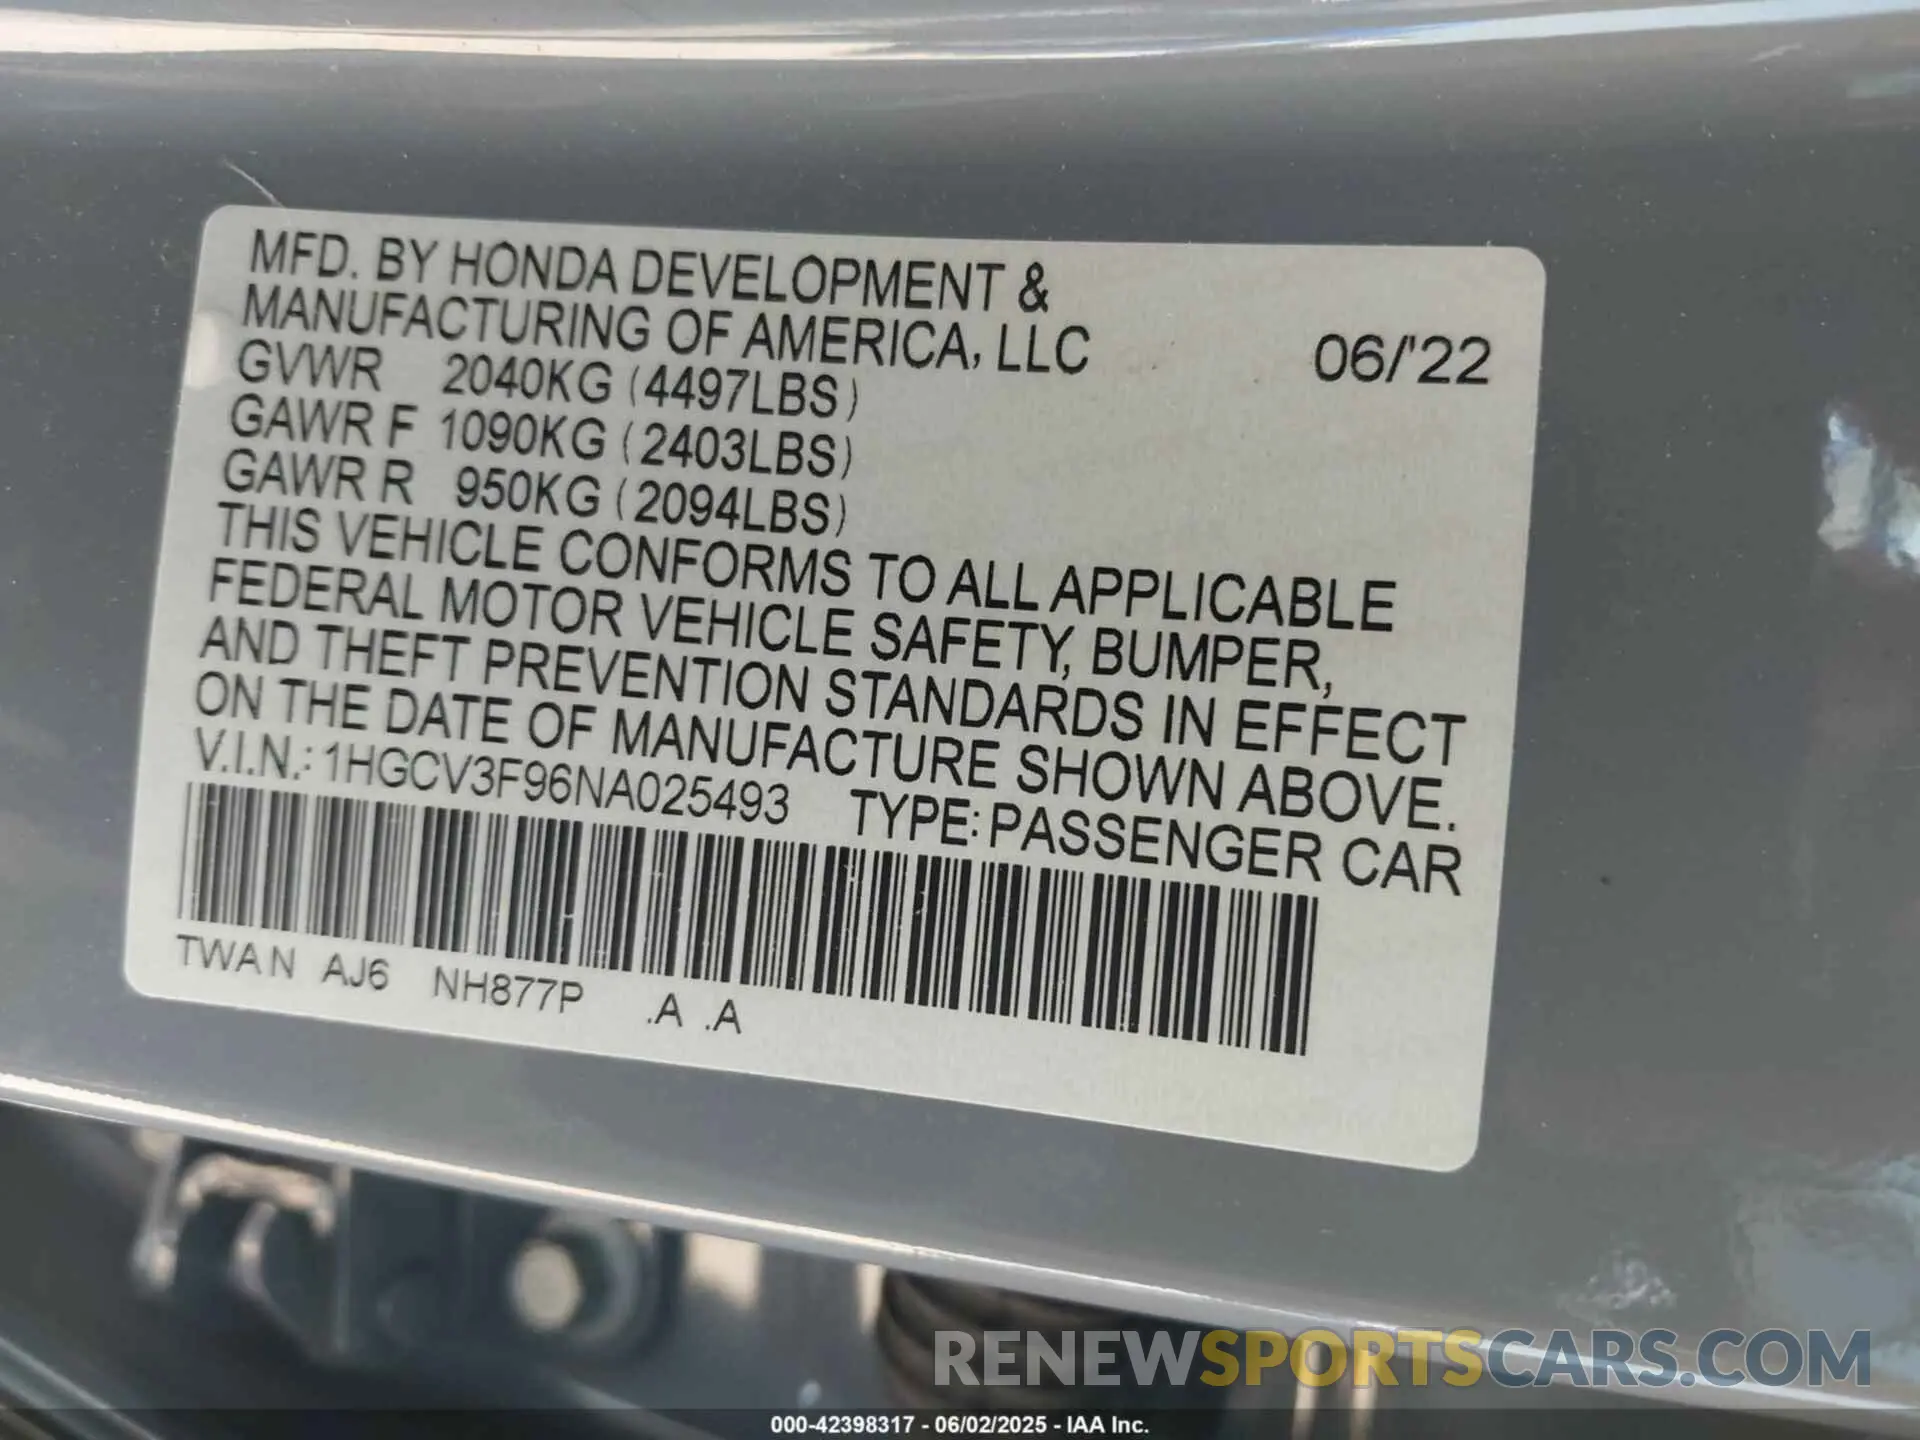 MFD. BY HONDA DEVELOPMENT &
MANUFACTURING OF AMERICA, LLC 06/'22
GVWR 2040KG (4497LBS)
GAWR F 1090KG (2403LBS)
GAWR R 950KG (2094LBS)
THIS VEHICLE CONFORMS TO ALL APPLICABLE
FEDERAL MOTOR VEHICLE SAFETY, BUMPER,
AND THEFT PREVENTION STANDARDS IN EFFECT
ON THE DATE OF MANUFACTURE SHOWN ABOVE.
V.I.N.: 1HGCV3F96NA025493 TYPE: PASSENGER CAR
TWAN AJ6 NH877P .A .A
RENEWSPORTSCARS.COM
000-42398317 - 06/02/2025 - IAA Inc.